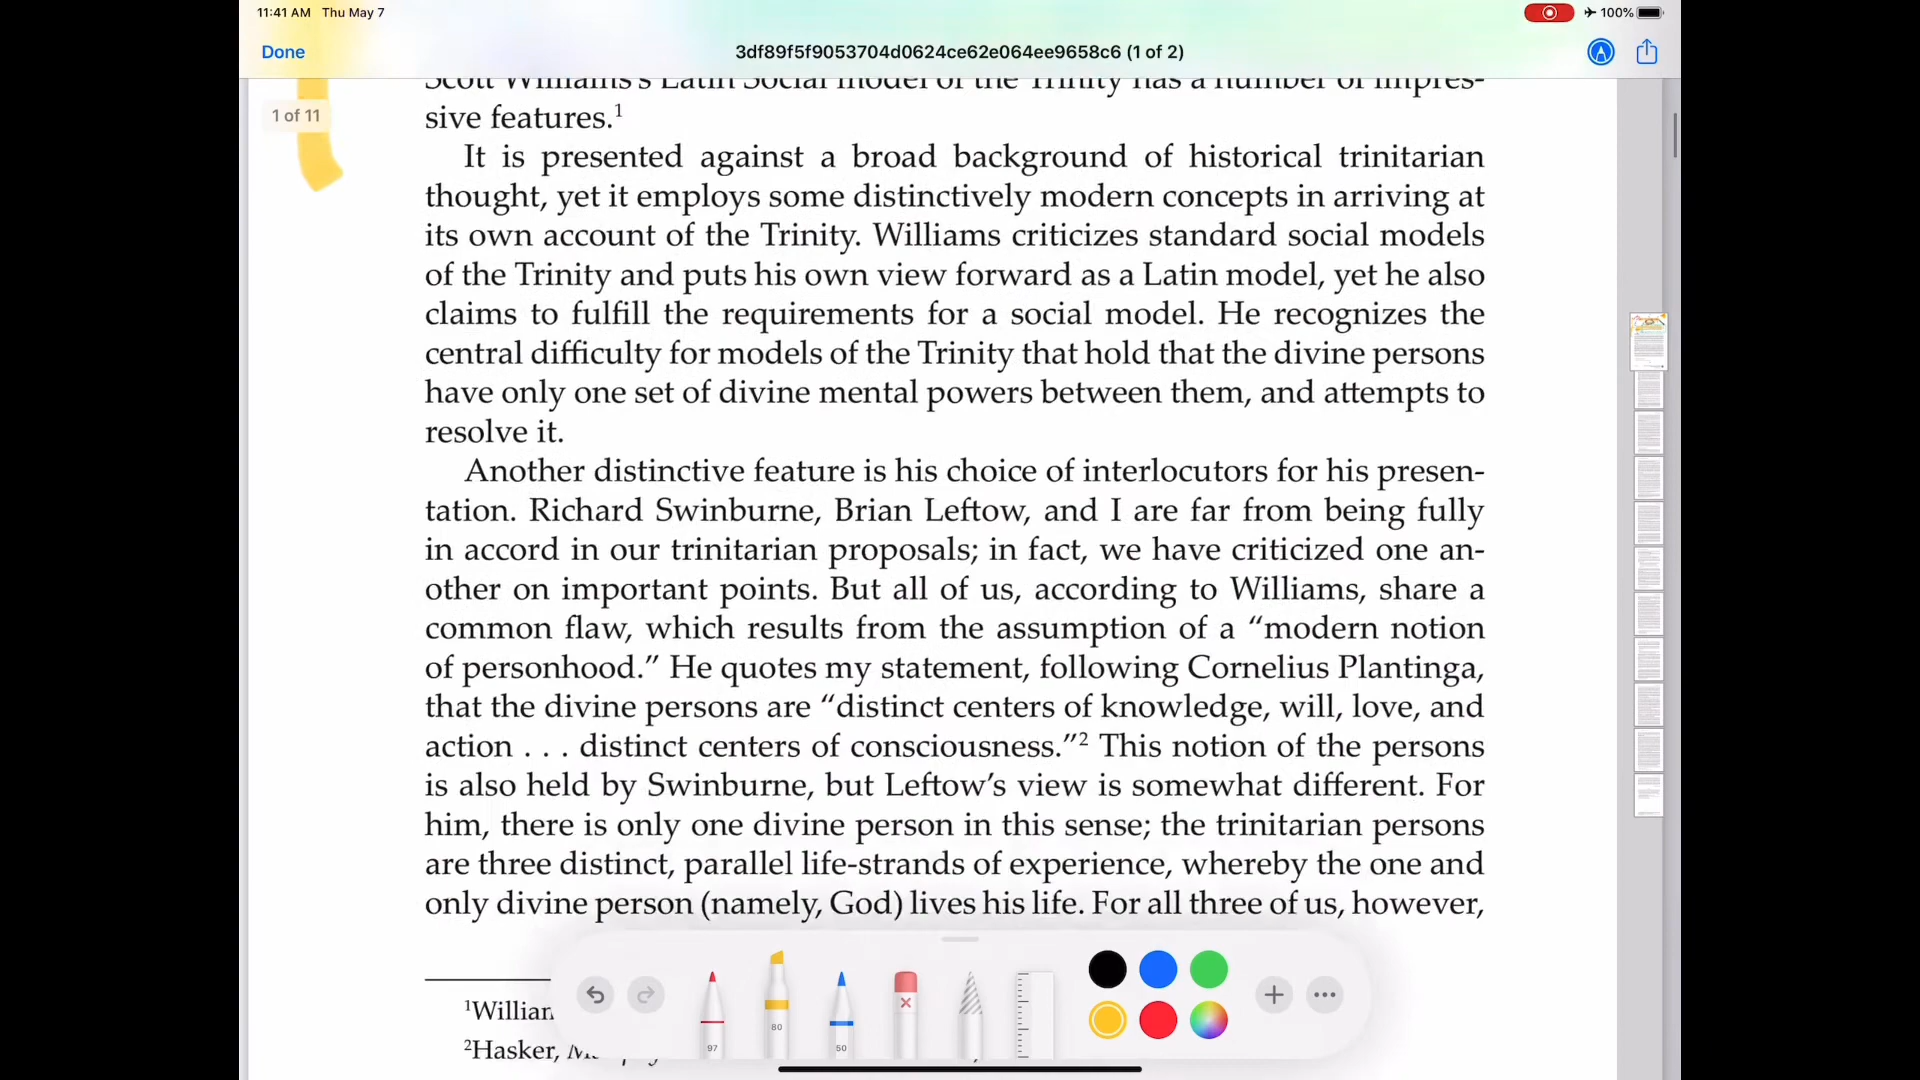 11:41 AM Thu May 7
100%
Done
3df89f5f9053704d0624ce62e064ee9658c6 (1 of 2)
Scott Williams's Latin Social model of the Trinity has a number of impres-
1 of 11
sive features.1
It is presented against a broad background of historical trinitarian
thought, yet it employs some distinctively modern concepts in arriving at
its own account of the Trinity. Williams criticizes standard social models
of the Trinity and puts his own view forward as a Latin model, yet he also
claims to fulfill the requirements for a social model. He recognizes the
central difficulty for models of the Trinity that hold that the divine persons
have only one set of divine mental powers between them, and attempts to
resolve it.
Another distinctive feature is his choice of interlocutors for his presen-
tation. Richard Swinburne, Brian Leftow, and I are far from being fully
in accord in our trinitarian proposals; in fact, we have criticized one an-
other on important points. But all of us, according to Williams, share a
common flaw, which results from the assumption of a “modern notion
of personhood.” He quotes my statement, following Cornelius Plantinga,
that the divine persons are “distinct centers of knowledge, will, love, and
action . . . distinct centers of consciousness.”2 This notion of the persons
is also held by Swinburne, but Leftow’s view is somewhat different. For
him, there is only one divine person in this sense; the trinitarian persons
are three distinct, parallel life-strands of experience, whereby the one and
only divine person (namely, God) lives his life. For all three of us, however,
1William
2Hasker,
97
80
50